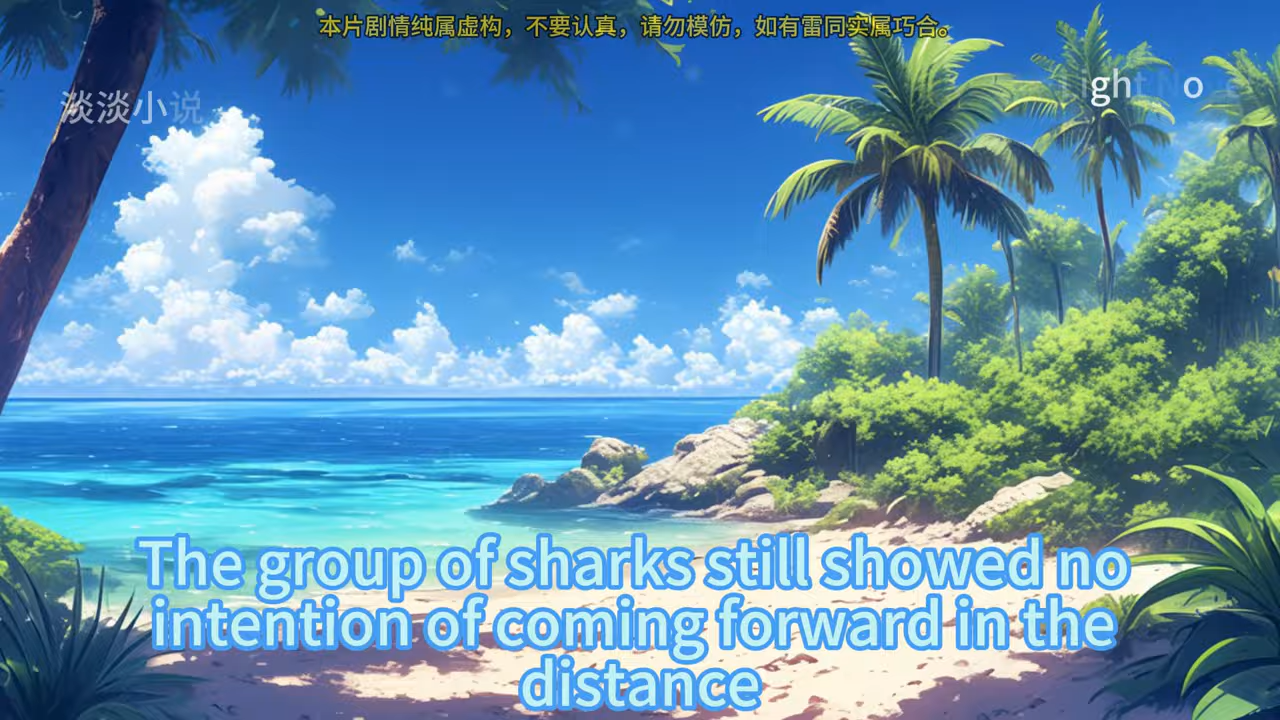 本片剧情纯属虚构，不要认真，请勿模仿，如有雷同实属巧合。
淡淡小说
The group of sharks still showed no
intention of coming forward in the
distance